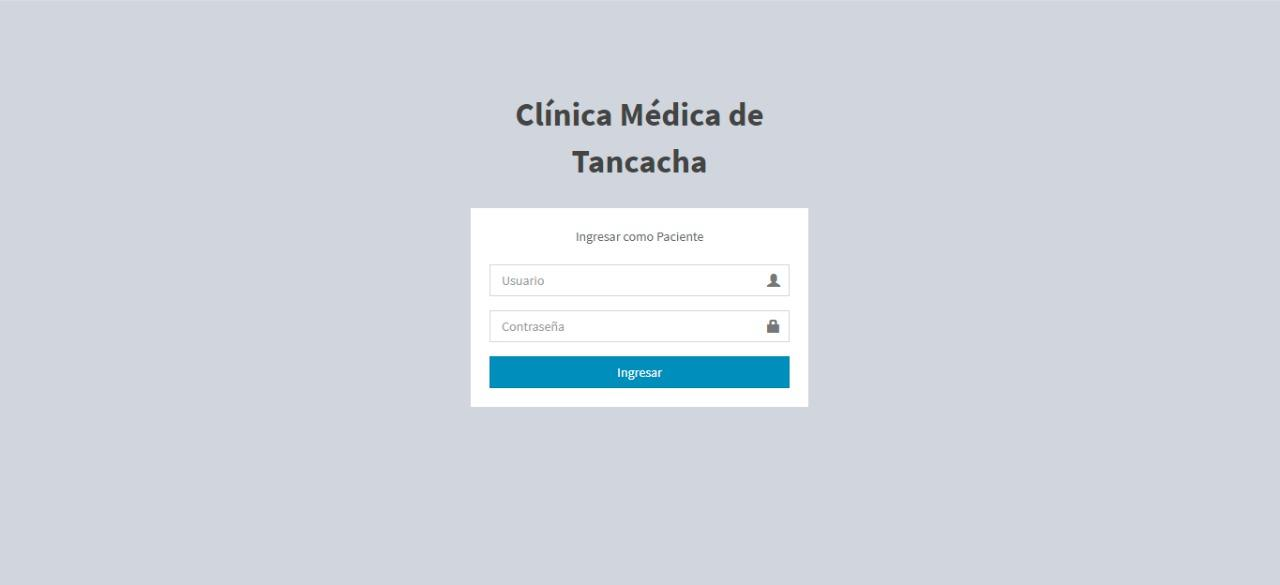 Clínica Médica de
Tancacha
Ingresar como Paciente
Usuario
Contraseña
Ingresar